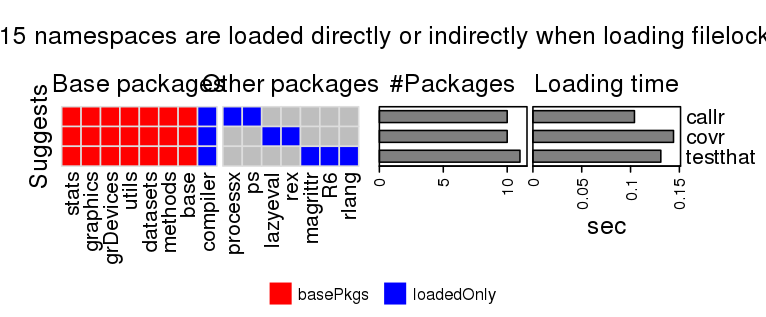 15 namespaces are loaded directly or indirectly when loading filelock
Base packages
Other packages
#Packages
Loading time
Suggests
callr
covr
testthat
stats
graphics
grDevices
utils
datasets
methods
base
compiler
processx
ps
lazyeval
rex
magrittr
R6
rlang
0
5
10
0
0.05
0.1
0.15
sec
basePkgs
loadedOnly